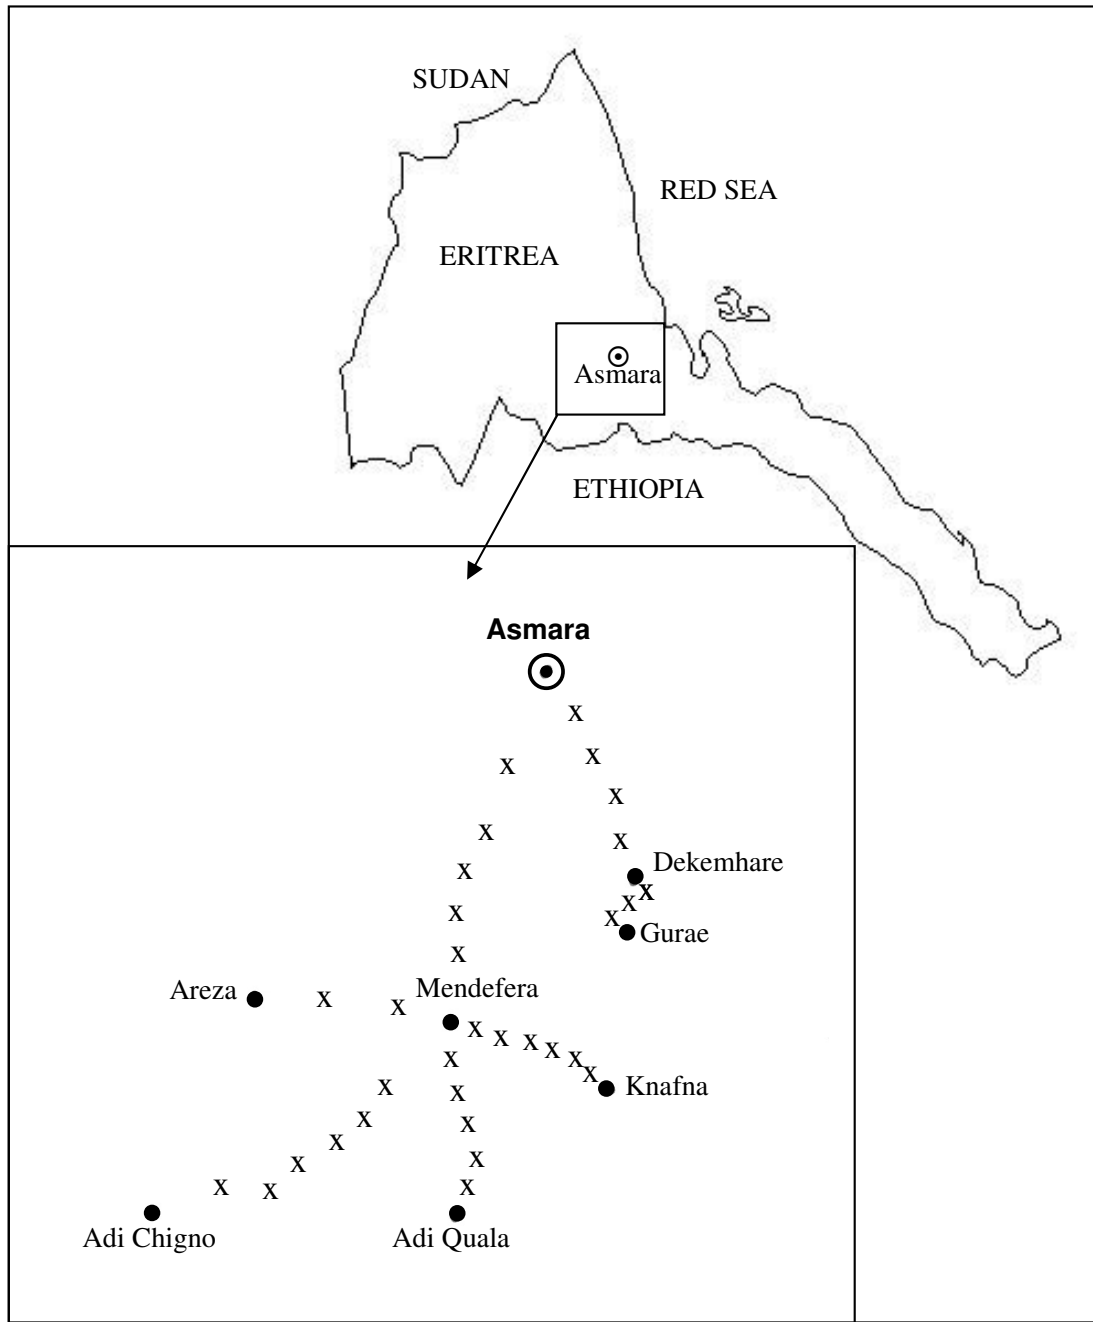 SUDAN
RED SEA
ERITREA
Asmara
ETHIOPIA
Asmara
x
x
x
x
x
x
Dekemhare
x
x
x
x
x
Gurae
x
Mendefera
Areza
x
x
x
x
x
x
x
x
x
Knafna
x
x
x
x
x
x
x
x
x
x
x
Adi Chigno
Adi Quala